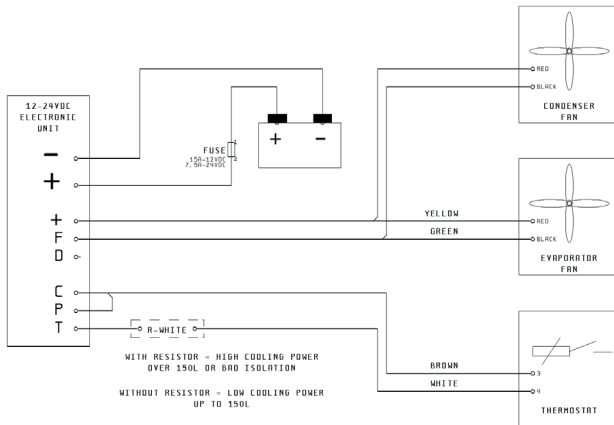 12-24VDC
ELECTRONIC
UNIT
-
+
+
F
D
C
P
T
FUSE
15A-12VDC
7,5A-24VDC
1
2
+ -
RED
BLACK
CONDENSER
FAN
YELLOW
GREEN
RED
BLACK
EVAPORATOR
FAN
R-WHITE
WITH RESISTOR = HIGH COOLING POWER
OVER 150L OR BAD ISOLATION
WITHOUT RESISTOR = LOW COOLING POWER
UP TO 150L
BROWN
WHITE
3
4
THERMOSTAT